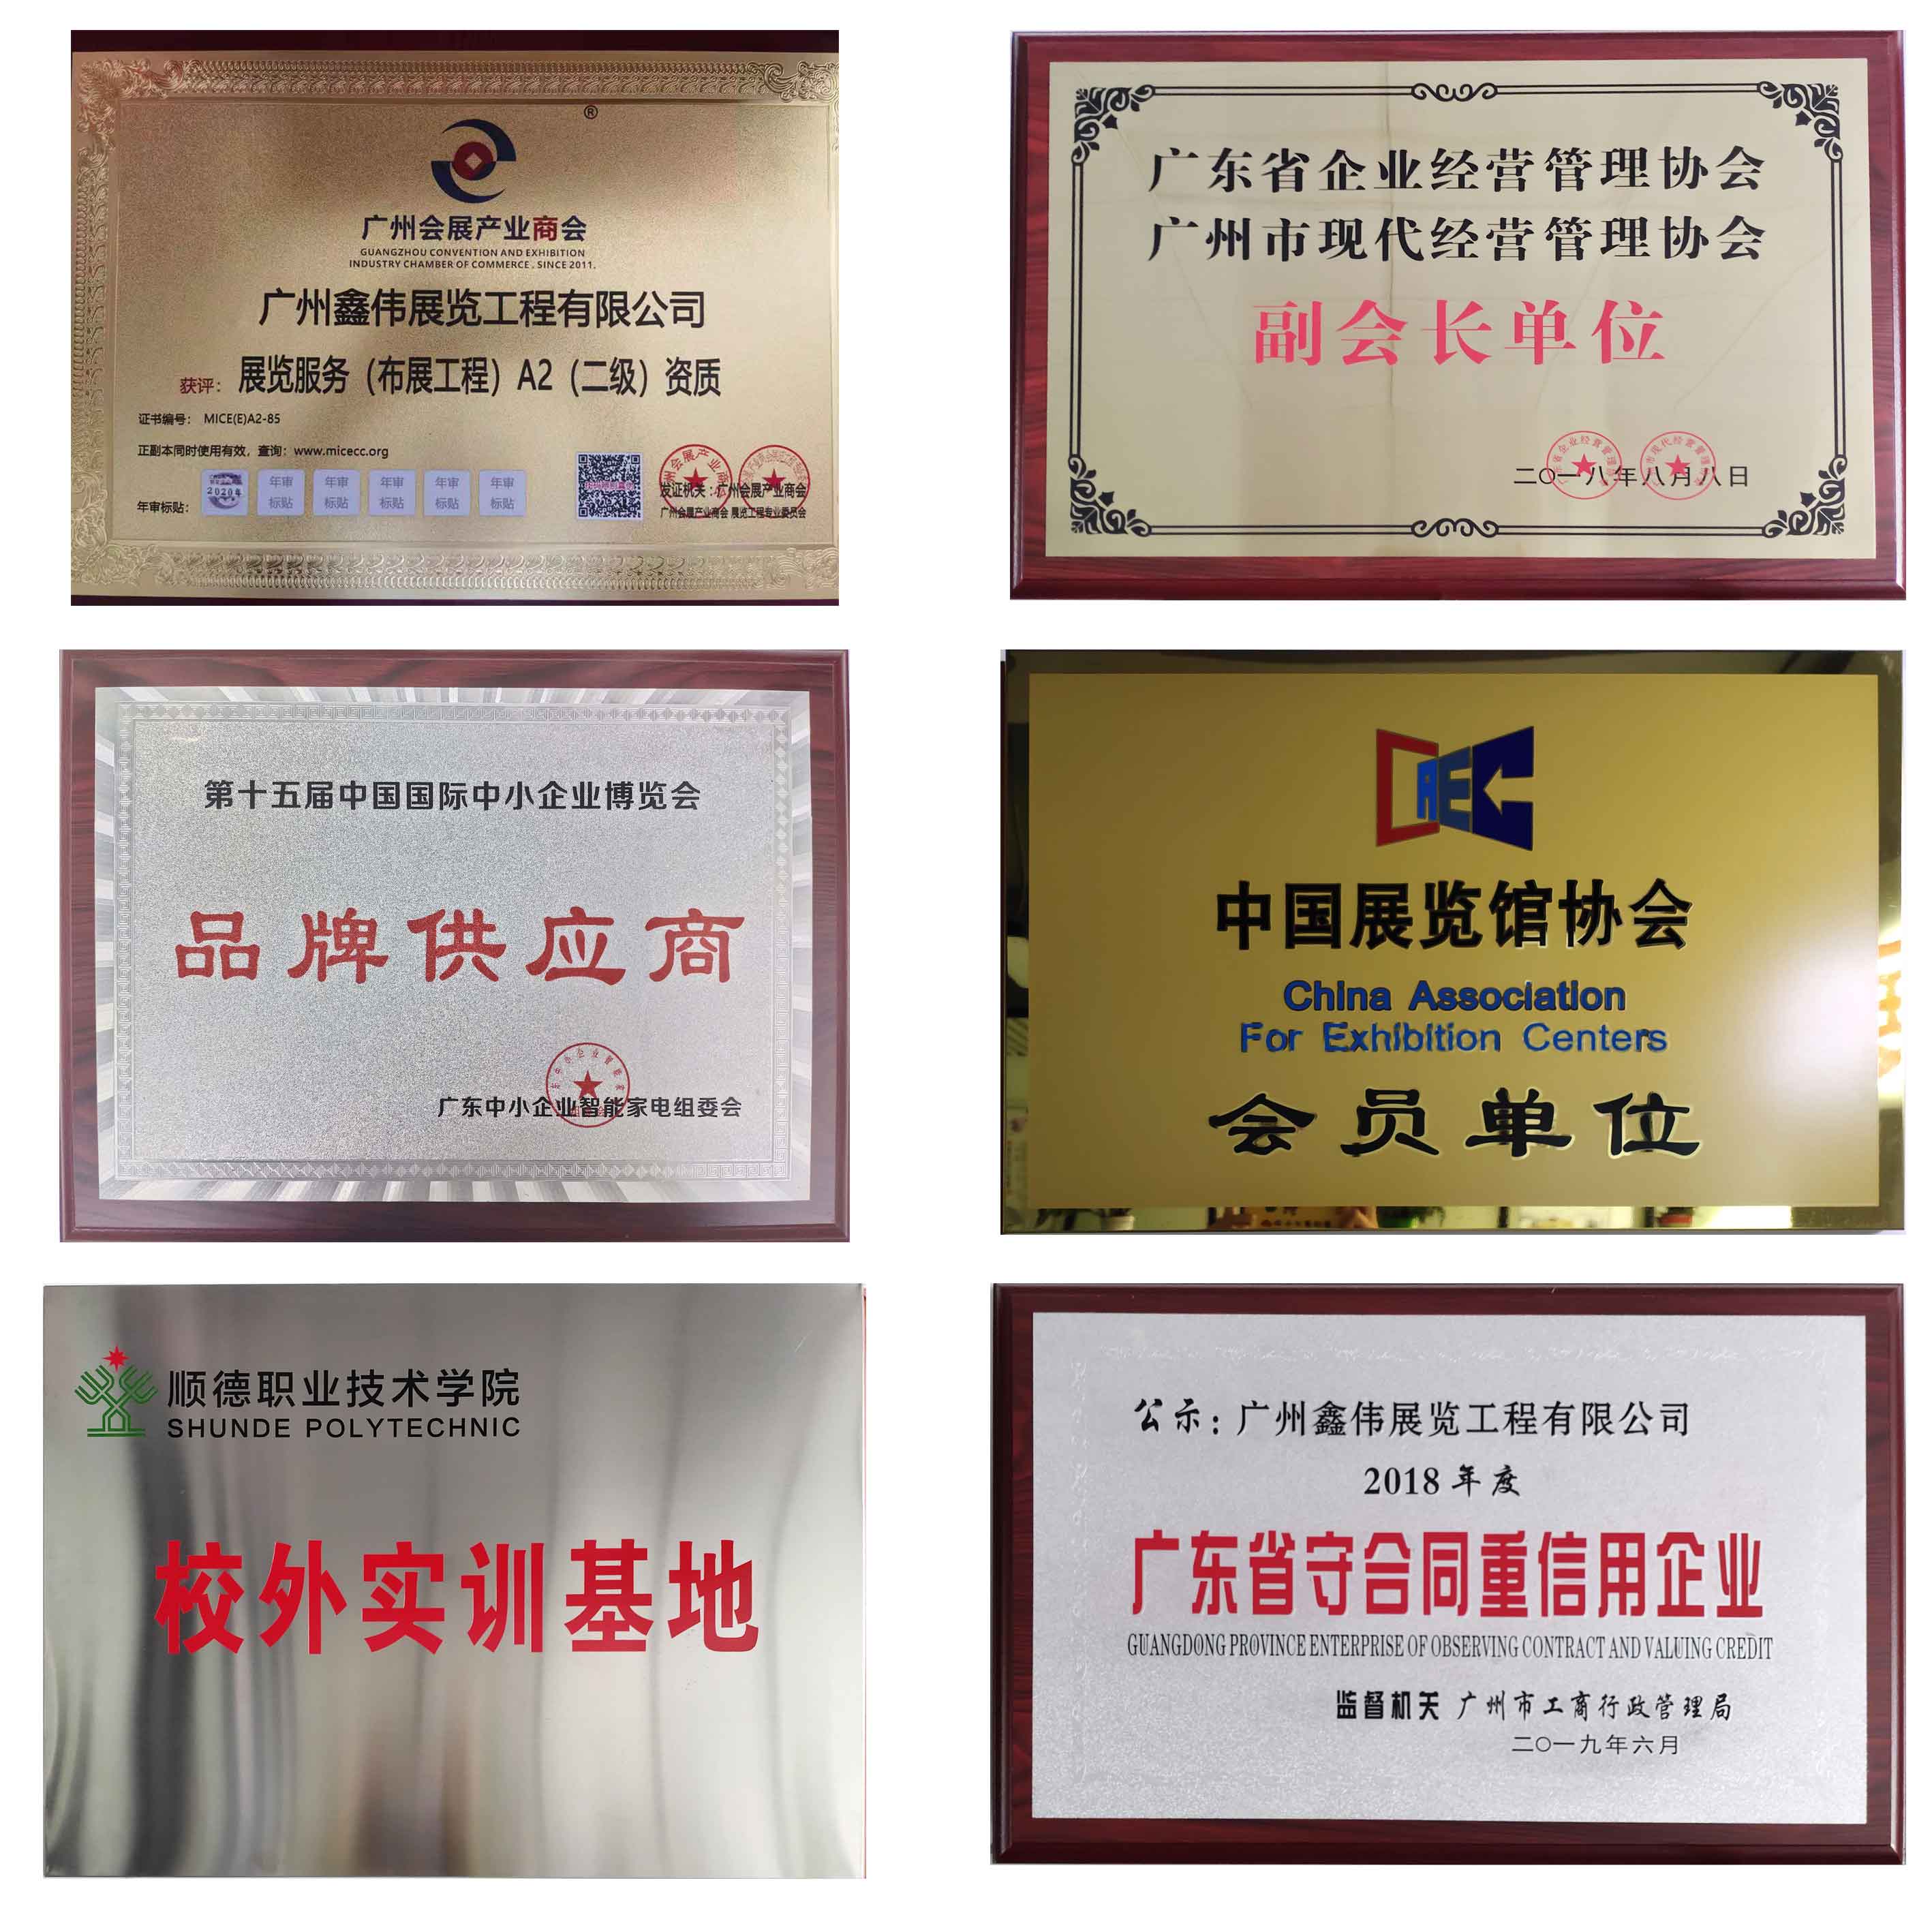 ®
广州会展产业商会
GUANGZHOU CONVENTION AND EXHIBITION
INDUSTRY CHAMBER OF COMMERCE . SINCE 2011.
广州鑫伟展览工程有限公司
获评：展览服务（布展工程）A2（二级）资质
证书编号： MICE(E)A2-85
正副本同时使用有效，查询：www.micecc.org
年审标贴：
2020年
年审
标贴
年审
标贴
年审
标贴
年审
标贴
年审
标贴
发证机关：广州会展产业商会
广州会展产业商会 展览工程专业委员会
广东省企业经营管理协会
广州市现代经营管理协会
副会长单位
二〇一八年八月八日
第十五届中国国际中小企业博览会
品牌供应商
广东中小企业智能家电组委会
CAEC
中国展览馆协会
China Association
For Exhibition Centers
会员单位
顺德职业技术学院
SHUNDE POLYTECHNIC
校外实训基地
公示：广州鑫伟展览工程有限公司
2018 年度
广东省守合同重信用企业
GUANGDONG PROVINCE ENTERPRISE OF OBSERVING CONTRACT AND VALUING CREDIT
监督机关 广州市工商行政管理局
二〇一九年六月